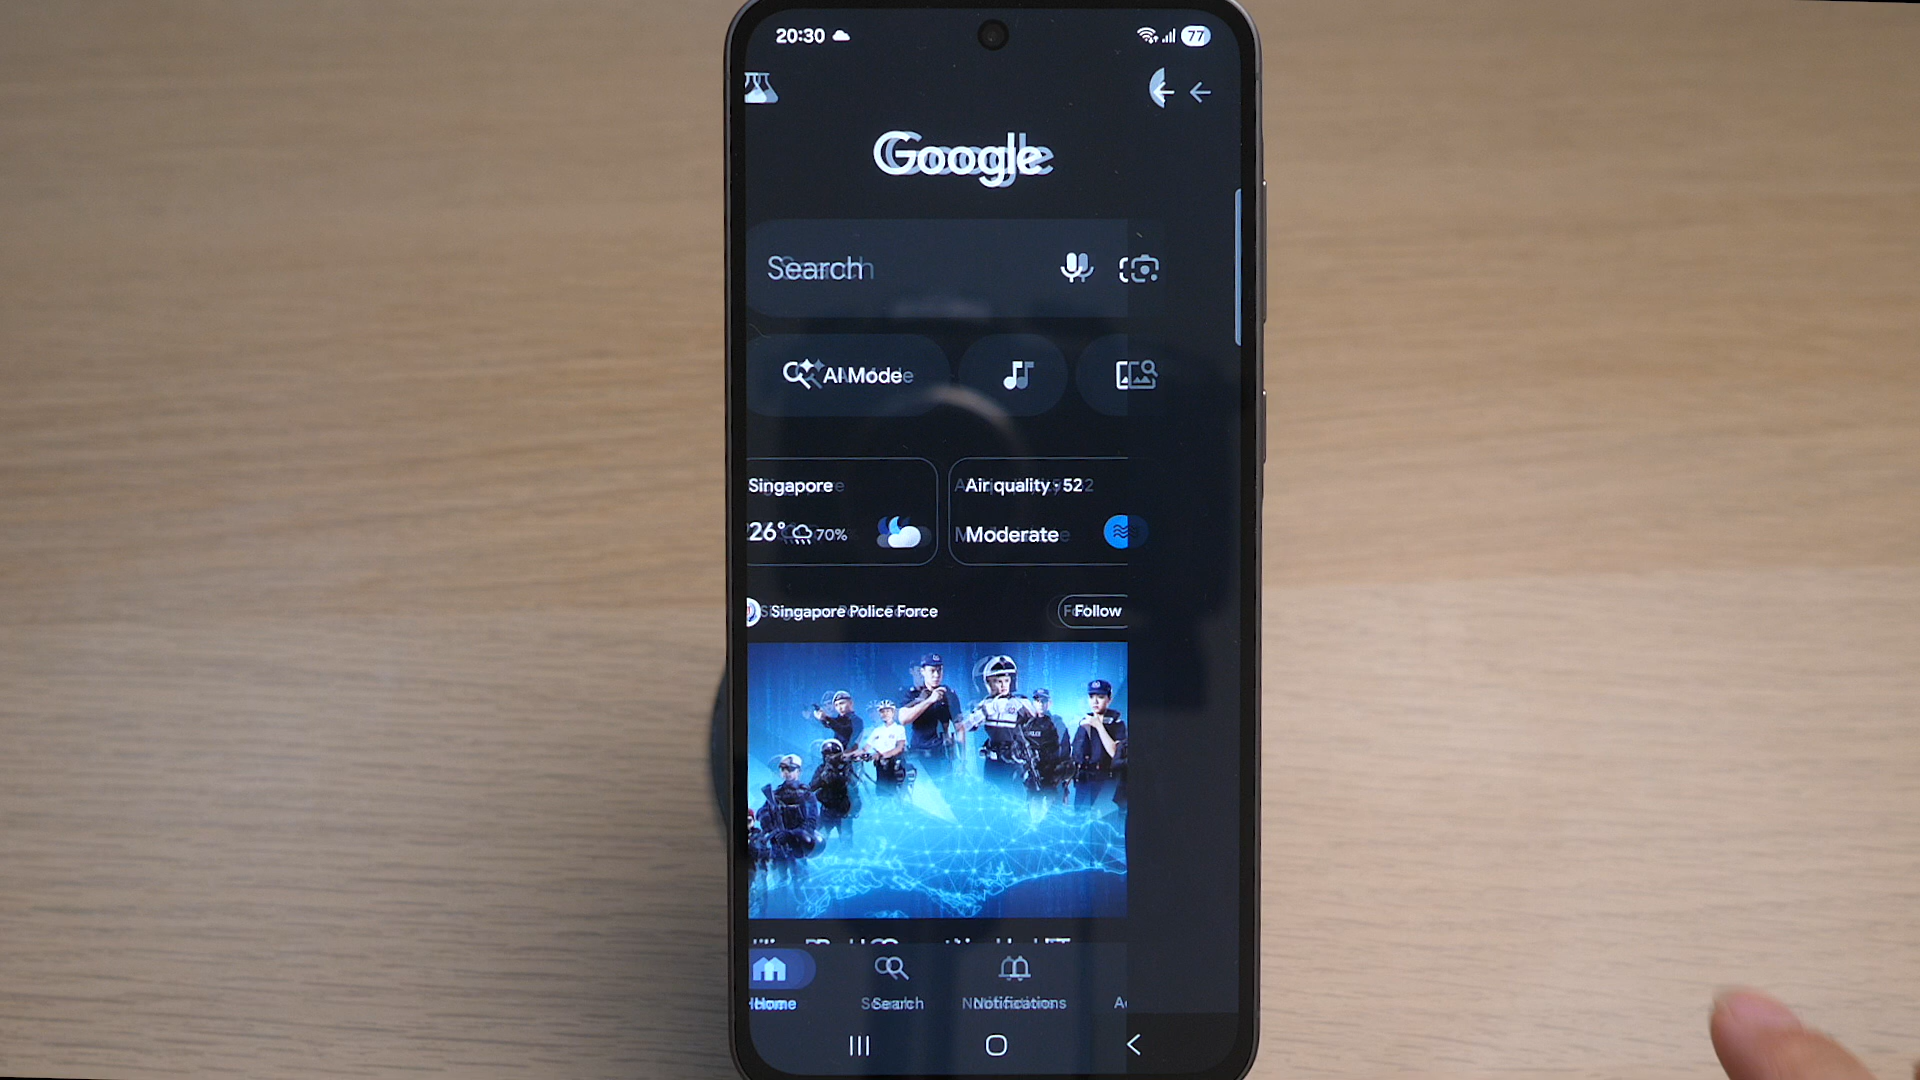 20:30 77
Google
Search
AI Mode
Singapore
Air quality · 52
26° 70%
Moderate
Singapore Police Force
Follow
Home Search Notifications